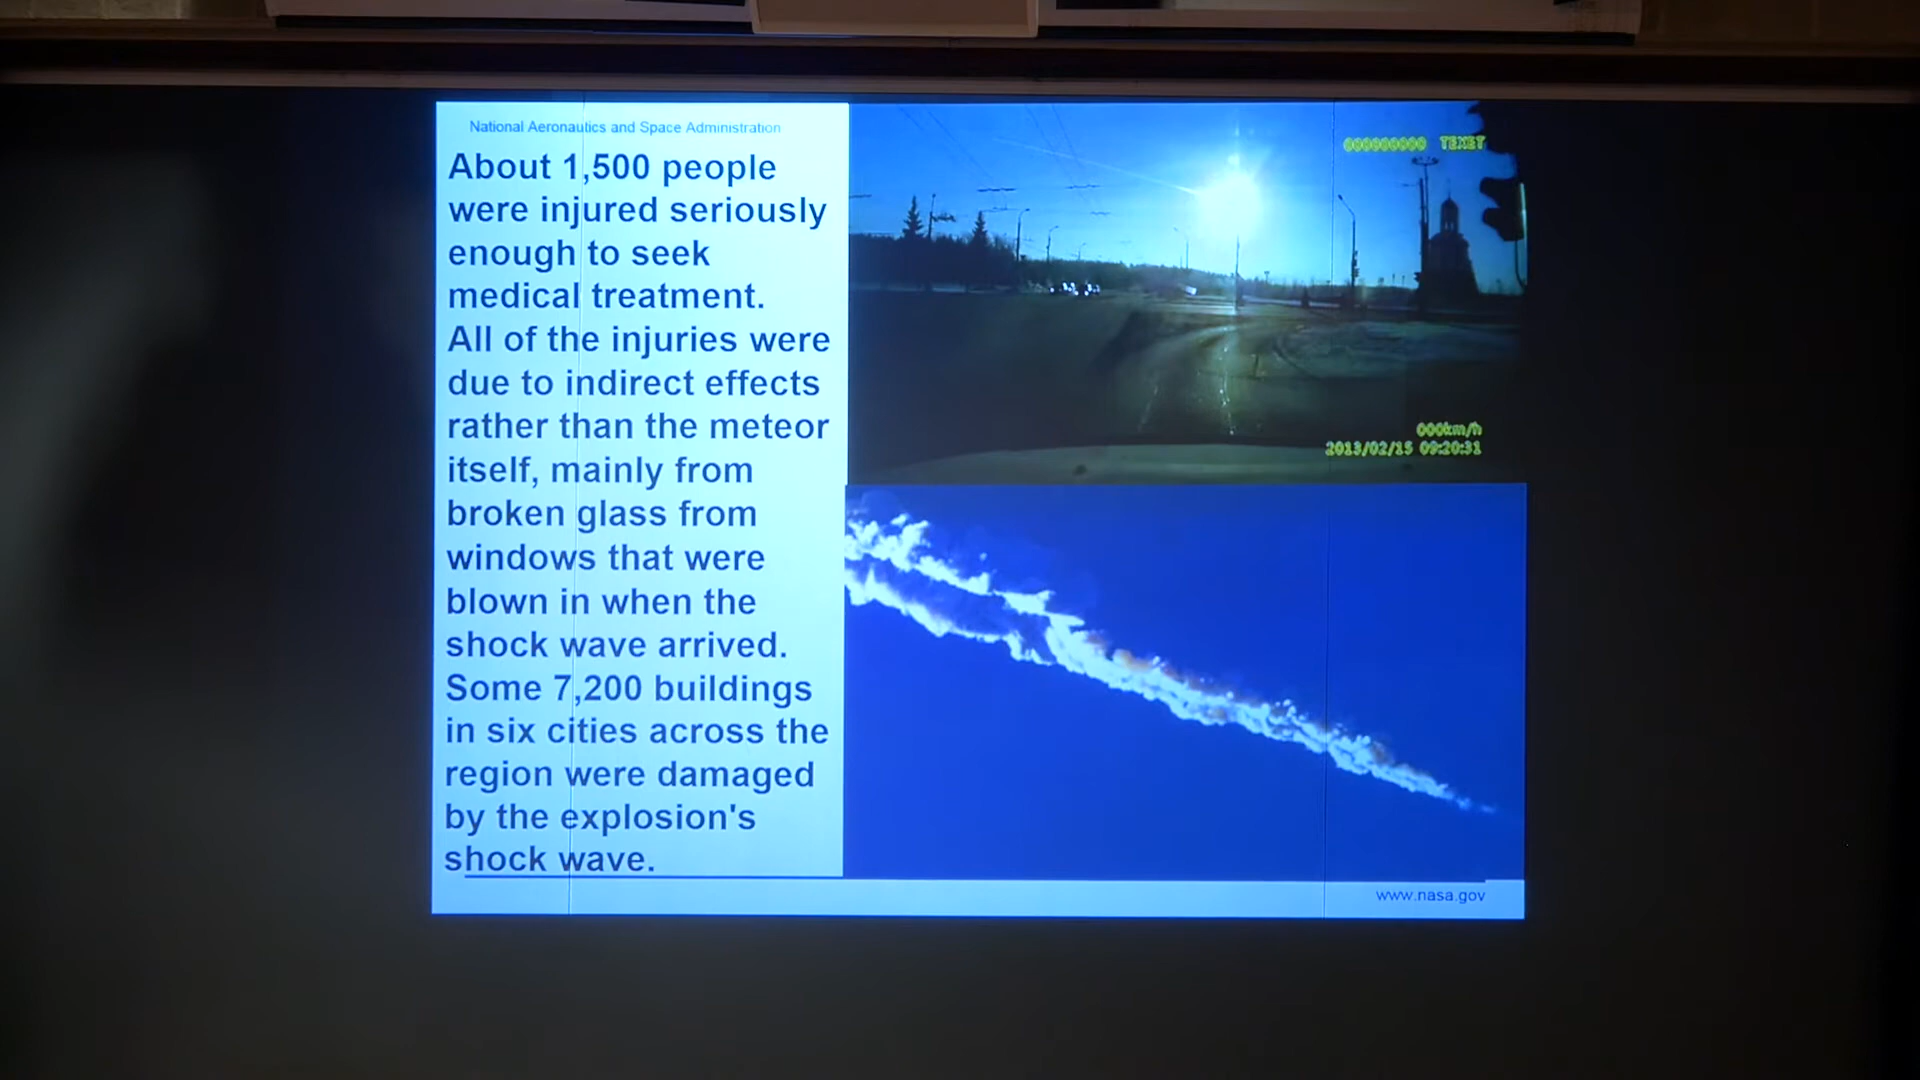 National Aeronautics and Space Administration
About 1,500 people
were injured seriously
enough to seek
medical treatment.
All of the injuries were
due to indirect effects
rather than the meteor
itself, mainly from
broken glass from
windows that were
blown in when the
shock wave arrived.
Some 7,200 buildings
in six cities across the
region were damaged
by the explosion's
shock wave.
000000000 TEXET
000km/h
2013/02/15 09:20:31
www.nasa.gov